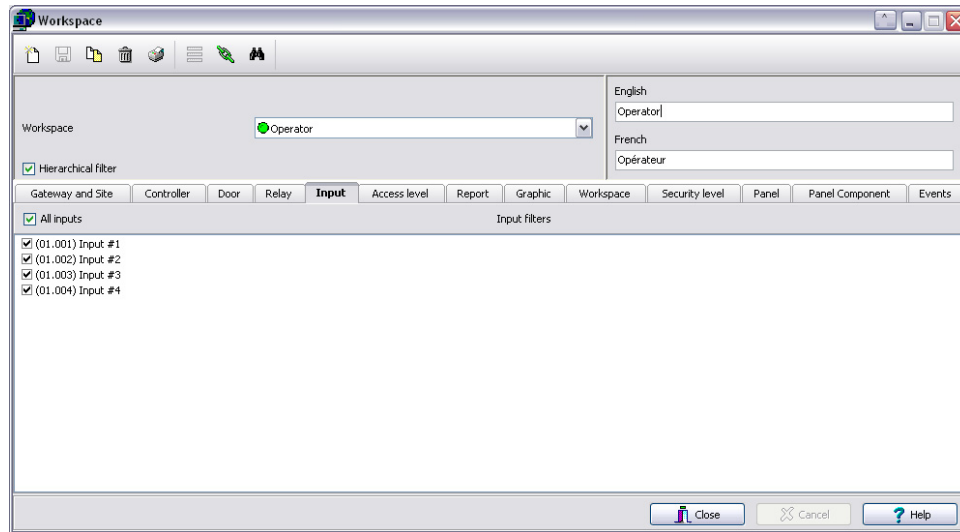 Workspace
English
Operator
Workspace
Operator
French
Hierarchical filter
Opérateur
Gateway and Site Controller Door Relay Input Access level Report Graphic Workspace Security level Panel Panel Component Events
All inputs Input filters
(01.001) Input #1
(01.002) Input #2
(01.003) Input #3
(01.004) Input #4
Close Cancel ? Help